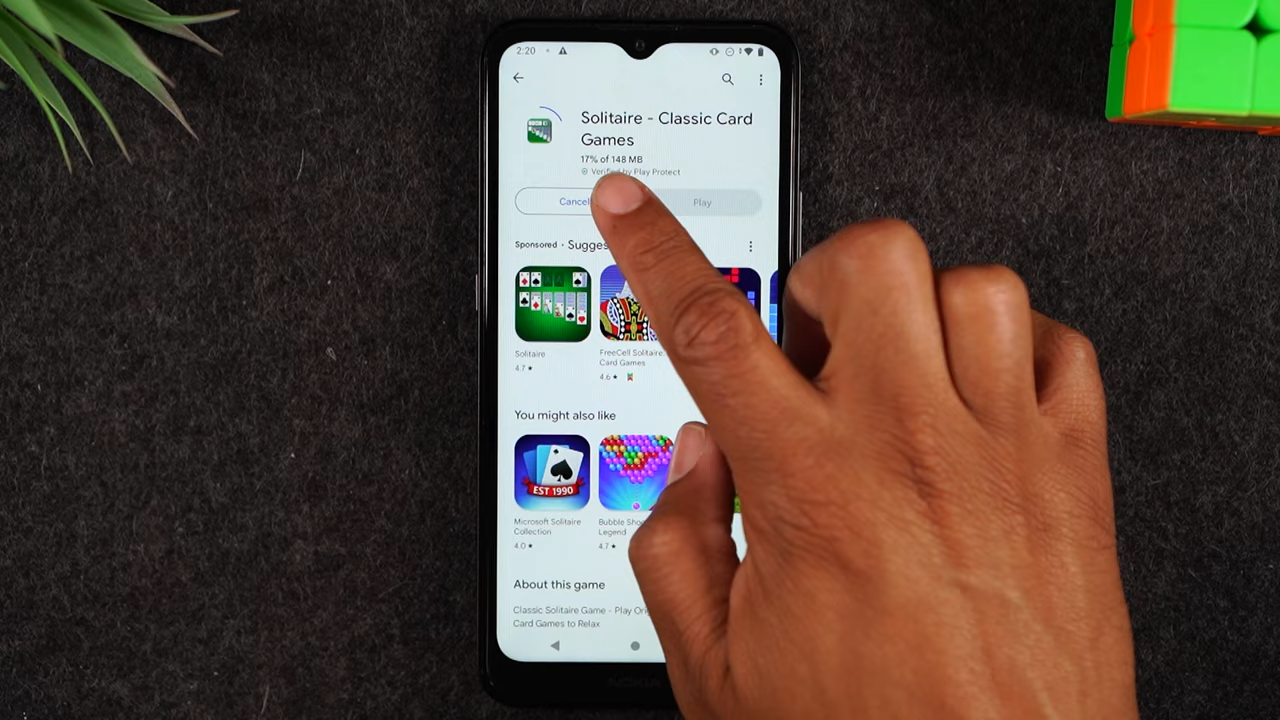 2:20
Solitaire - Classic Card
Games
17% of 148 MB
Verified by Play Protect
Cancel
Play
Sponsored · Sugges
Solitaire
4.7 ★
FreeCell Solitaire:
Card Games
4.6 ★
You might also like
EST 1990
Microsoft Solitaire
Collection
4.0 ★
Bubble Sho
Legend
4.7 ★
About this game
Classic Solitaire Game - Play Ori
Card Games to Relax
NOKIA